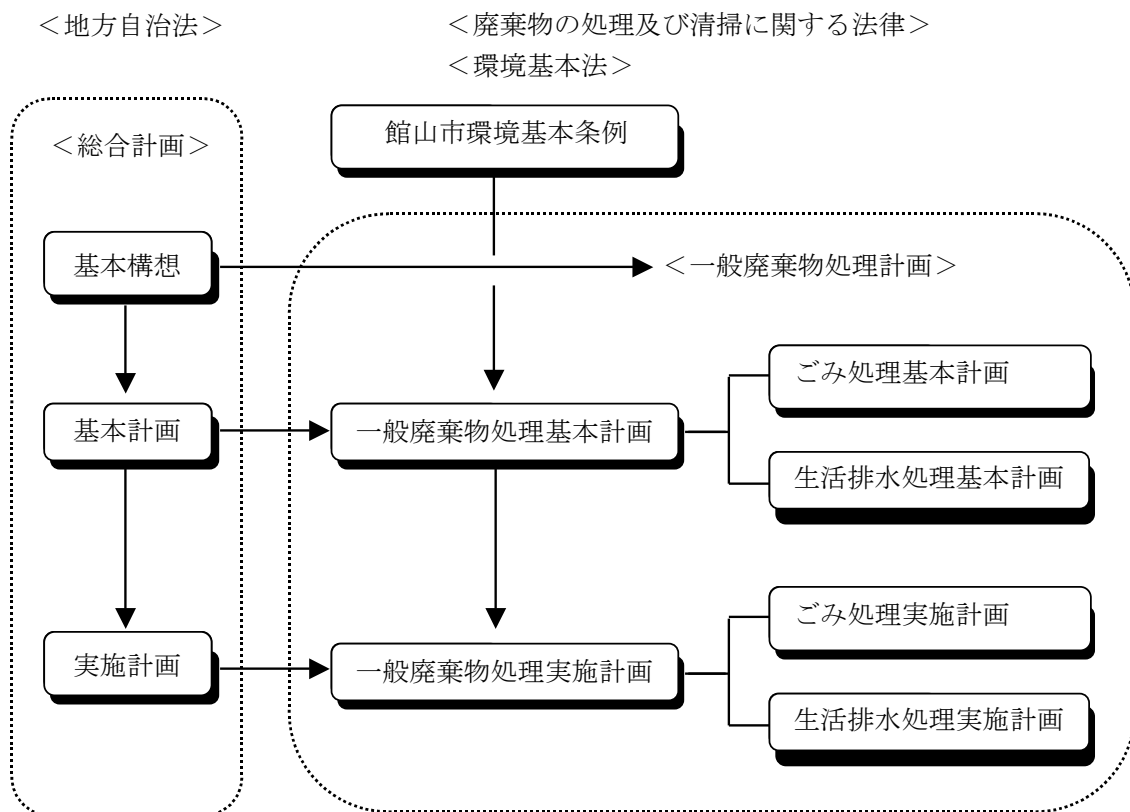 ＜地方自治法＞
＜廃棄物の処理及び清掃に関する法律＞
＜環境基本法＞
＜総合計画＞
館山市環境基本条例
基本構想
＜一般廃棄物処理計画＞
ごみ処理基本計画
基本計画
一般廃棄物処理基本計画
生活排水処理基本計画
ごみ処理実施計画
実施計画
一般廃棄物処理実施計画
生活排水処理実施計画